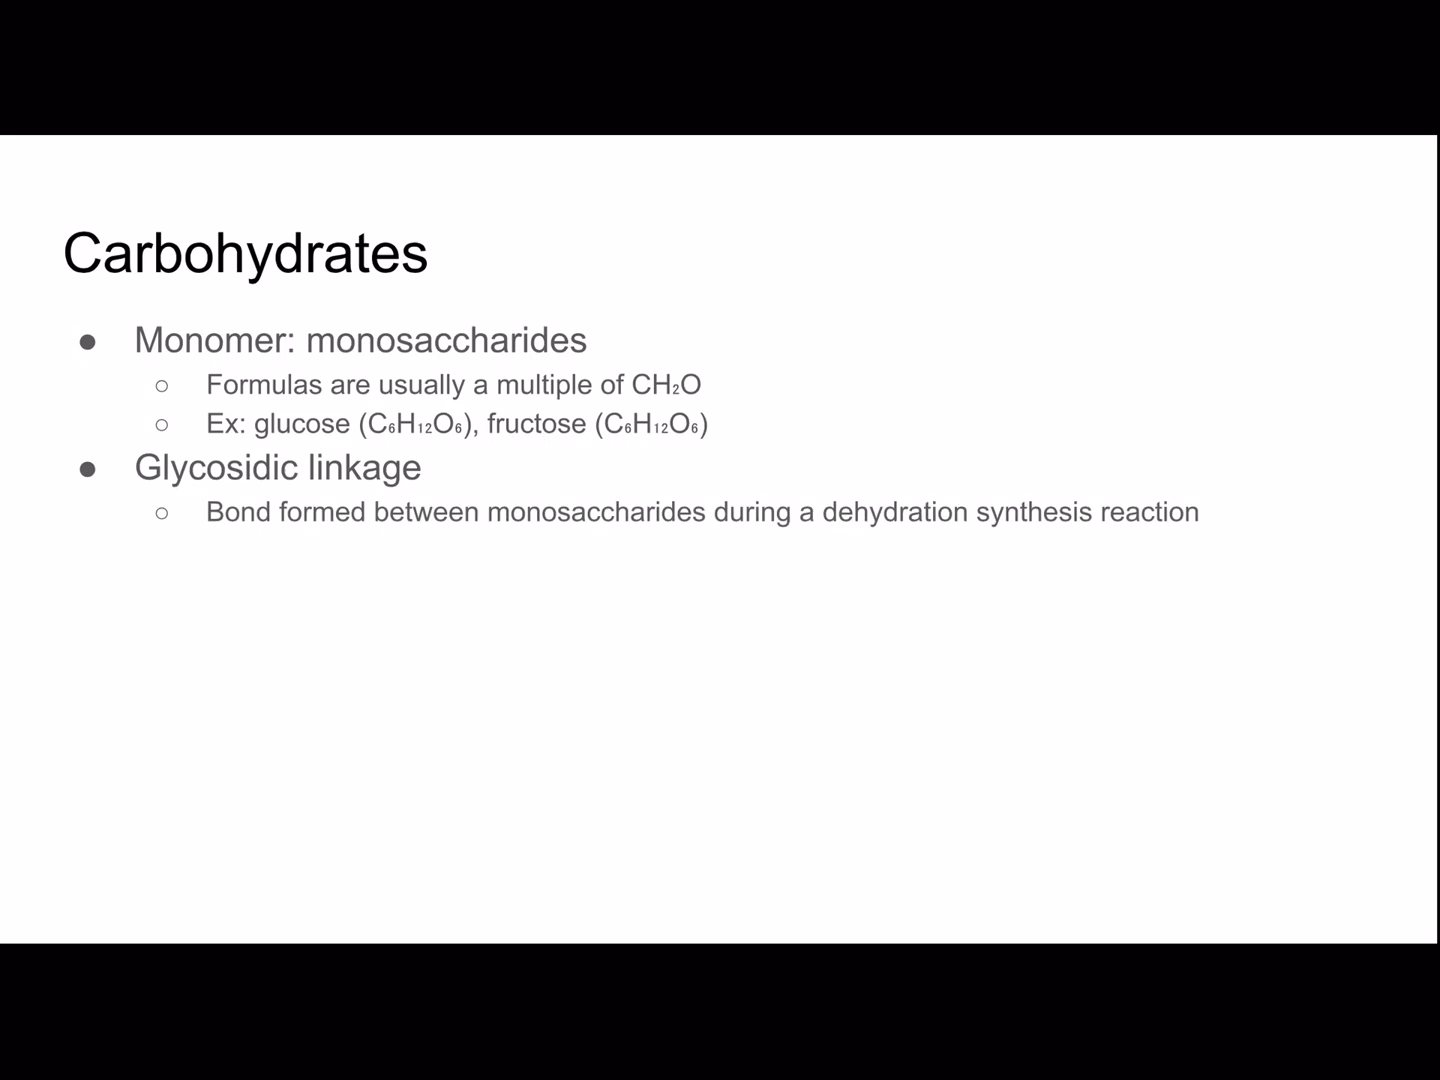 Carbohydrates
● Monomer: monosaccharides
○ Formulas are usually a multiple of CH₂O
○ Ex: glucose (C₆H₁₂O₆), fructose (C₆H₁₂O₆)
● Glycosidic linkage
○ Bond formed between monosaccharides during a dehydration synthesis reaction